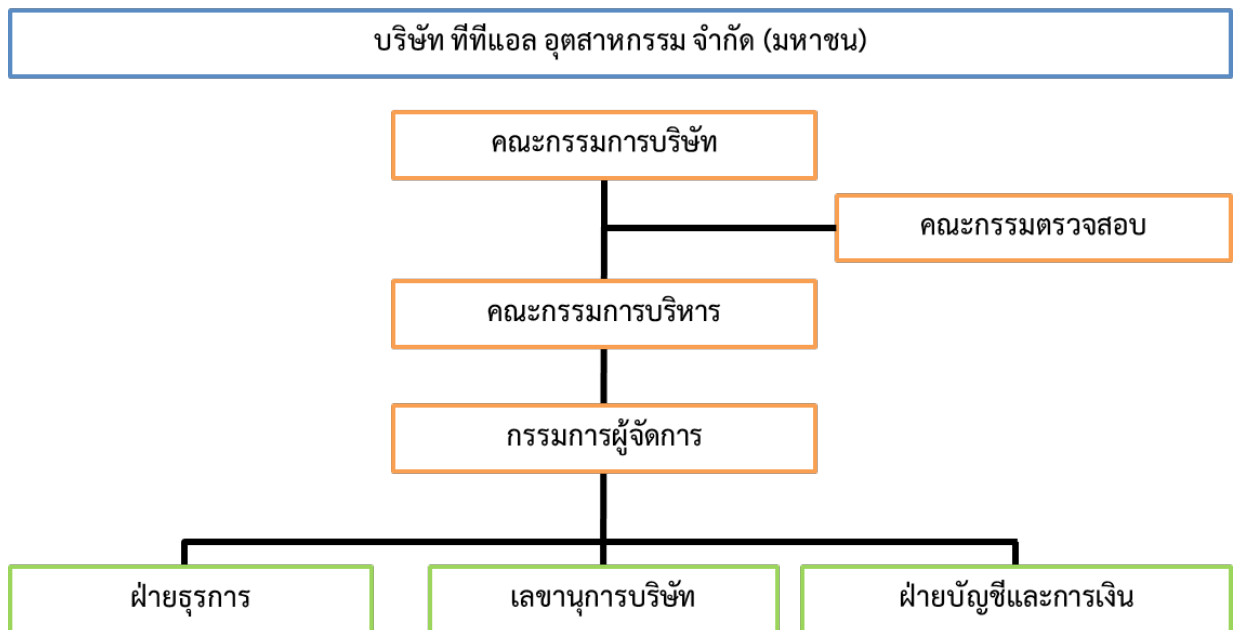 บริษัท ทีทีแอล อุตสาหกรรม จำกัด (มหาชน)
คณะกรรมการบริษัท
คณะกรรมตรวจสอบ
คณะกรรมการบริหาร
กรรมการผู้จัดการ
ฝ่ายธุรการ
เลขานุการบริษัท
ฝ่ายบัญชีและการเงิน